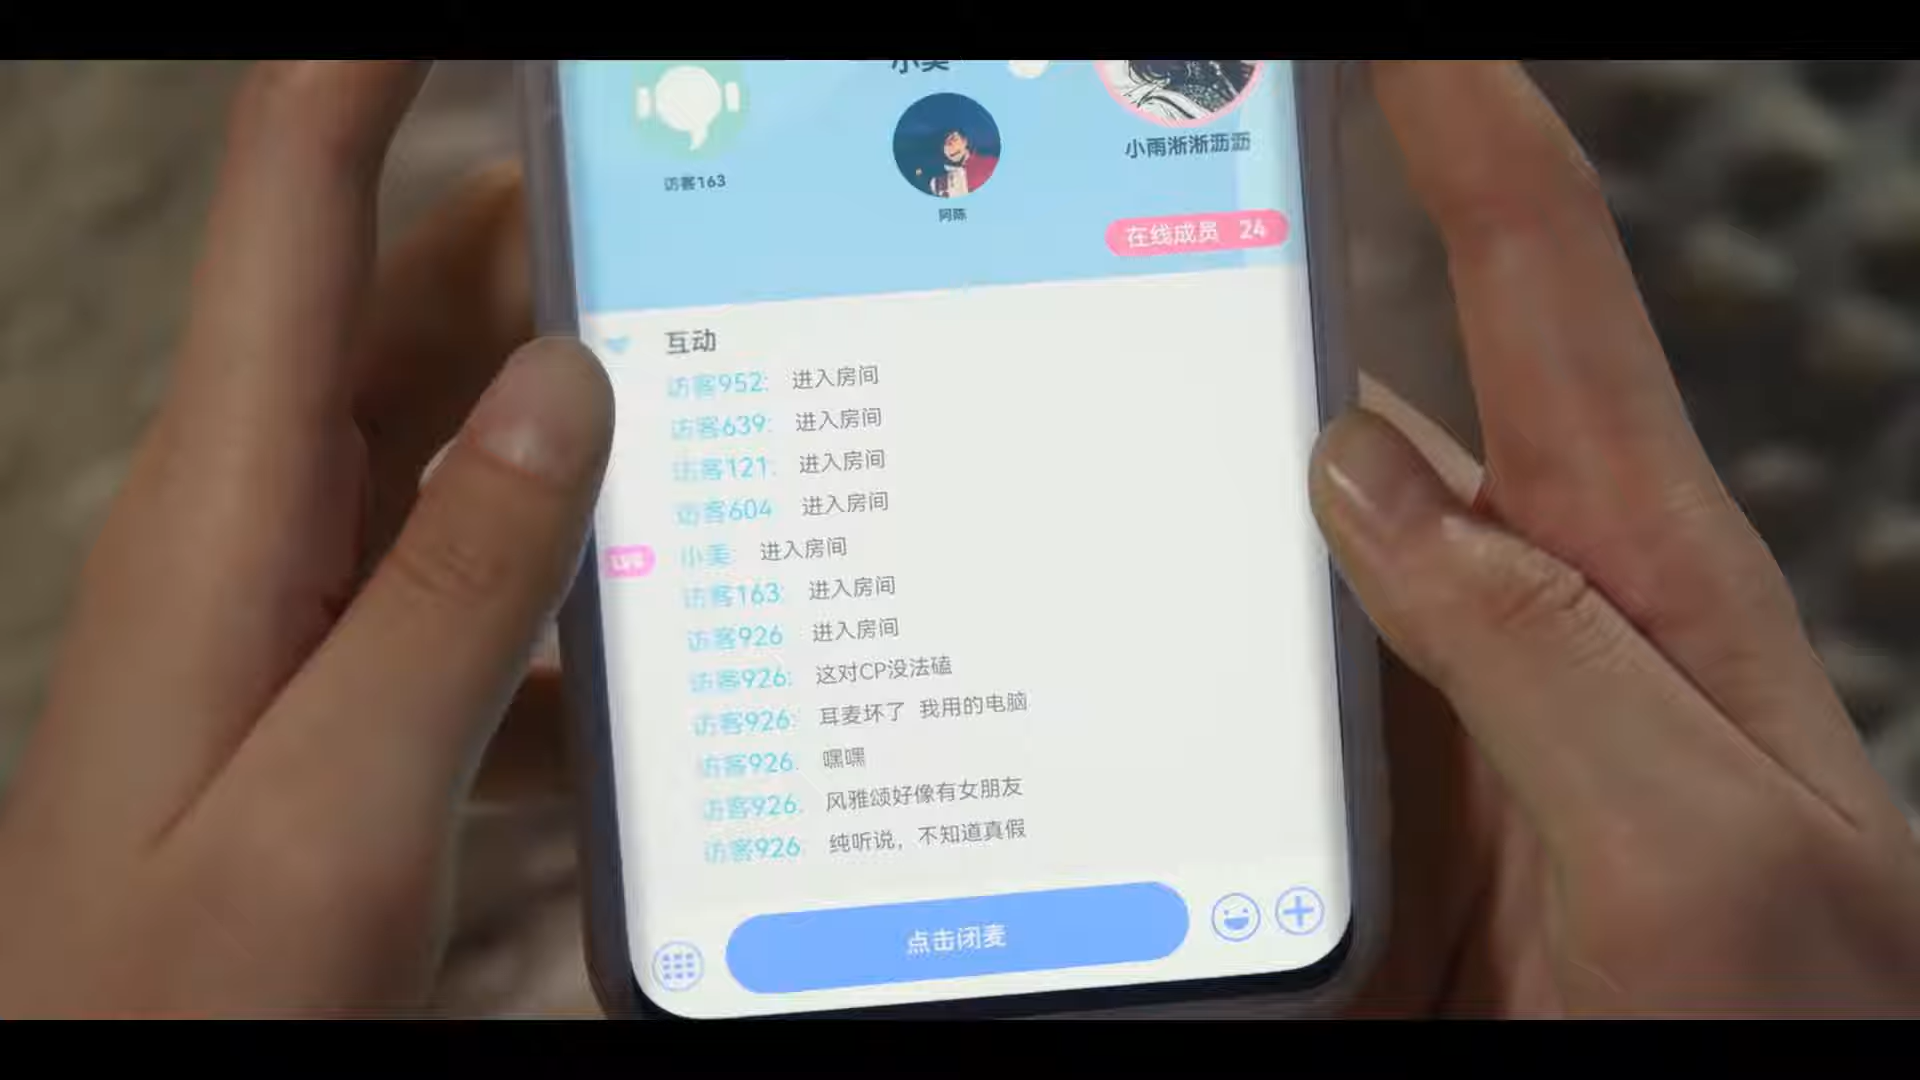 小美
访客163
阿陈
小雨淅淅沥沥
在线成员 24
互动
访客952: 进入房间
访客639: 进入房间
访客121: 进入房间
访客604 进入房间
LIVE 小美: 进入房间
访客163: 进入房间
访客926 进入房间
访客926: 这对CP没法磕
访客926: 耳麦坏了 我用的电脑
访客926: 嘿嘿
访客926: 风雅颂好像有女朋友
访客926: 纯听说，不知道真假
点击闭麦